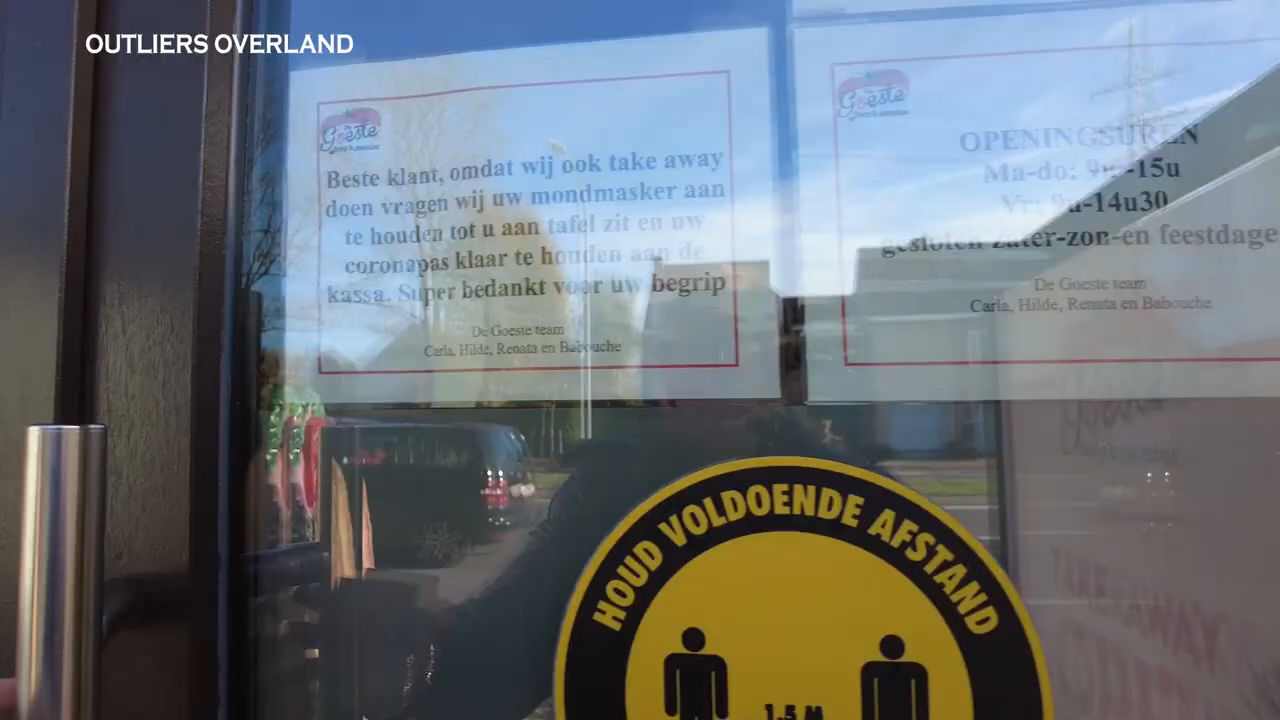 OUTLIERS OVERLAND
Goeste
Beste klant, omdat wij ook take away
doen vragen wij uw mondmasker aan
te houden tot u aan tafel zit en uw
coronapas klaar te houden aan de
kassa. Super bedankt voor uw begrip
De Goeste team
Carla, Hilde, Renata en Babouche
Goeste
OPENINGSUREN
Ma-do: 9u-15u
Vr: 9u-14u30
gesloten zater-zon-en feestdage
De Goeste team
Carla, Hilde, Renata en Babouche
HOUD VOLDOENDE AFSTAND
1,5 M